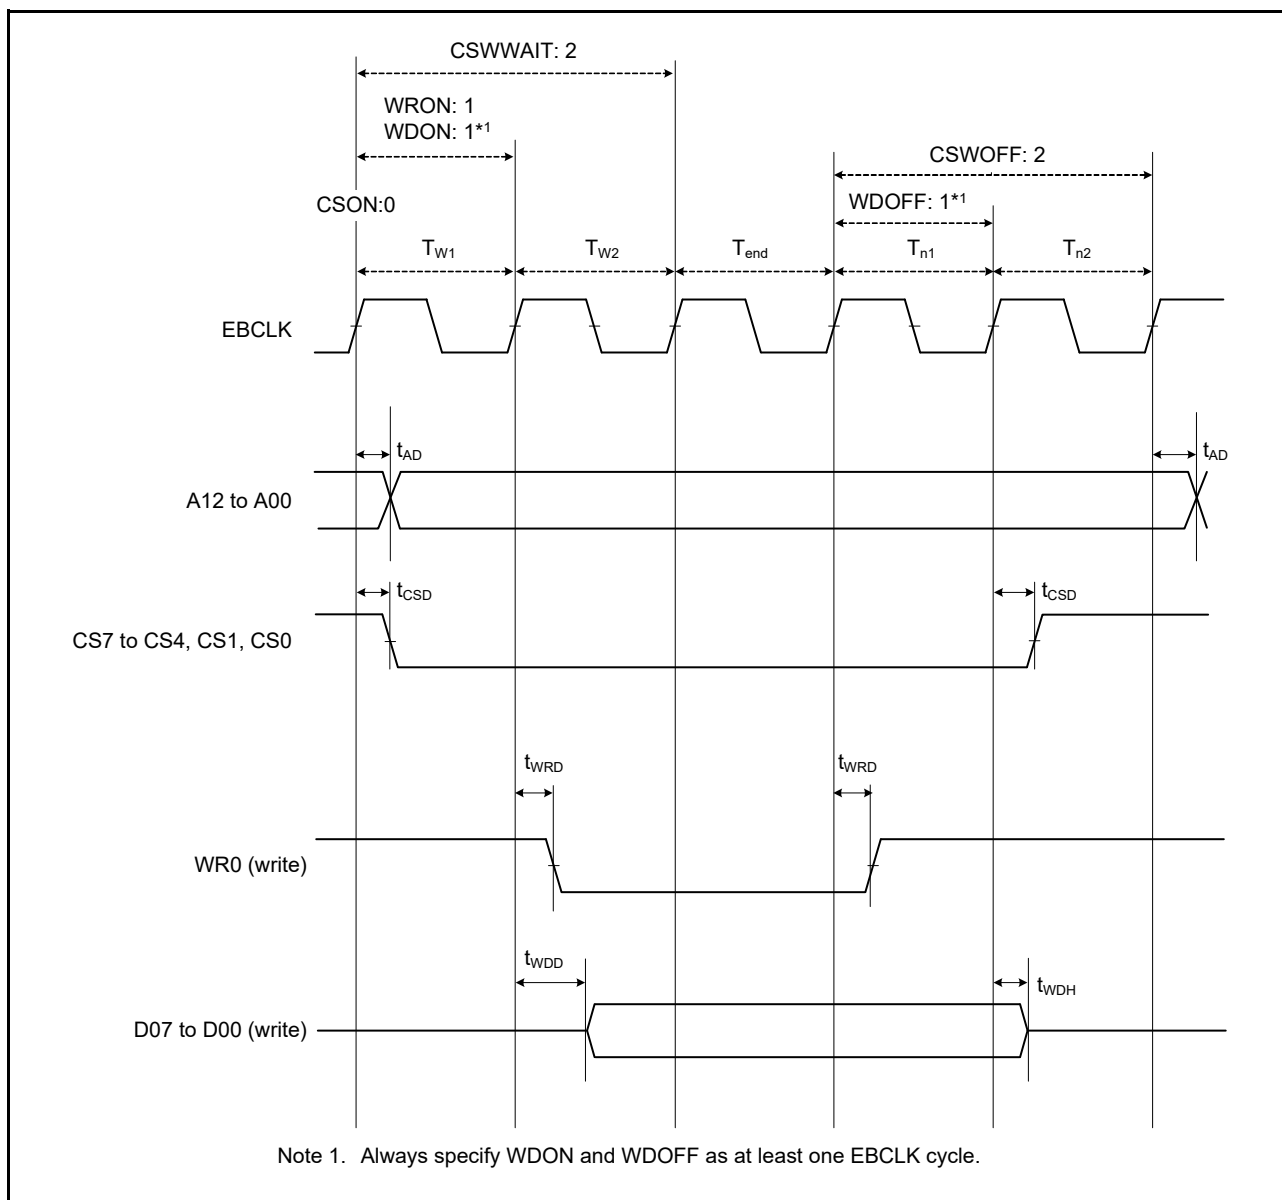 CSWWAIT: 2
WRON: 1
WDON: 1*1
CSWOFF: 2
WDOFF: 1*1
CSON:0
TW1 TW2 Tend Tn1 Tn2
EBCLK
tAD tAD
A12 to A00
tCSD tCSD
CS7 to CS4, CS1, CS0
tWRD tWRD
WR0 (write)
tWDD tWDH
D07 to D00 (write)
Note 1. Always specify WDON and WDOFF as at least one EBCLK cycle.